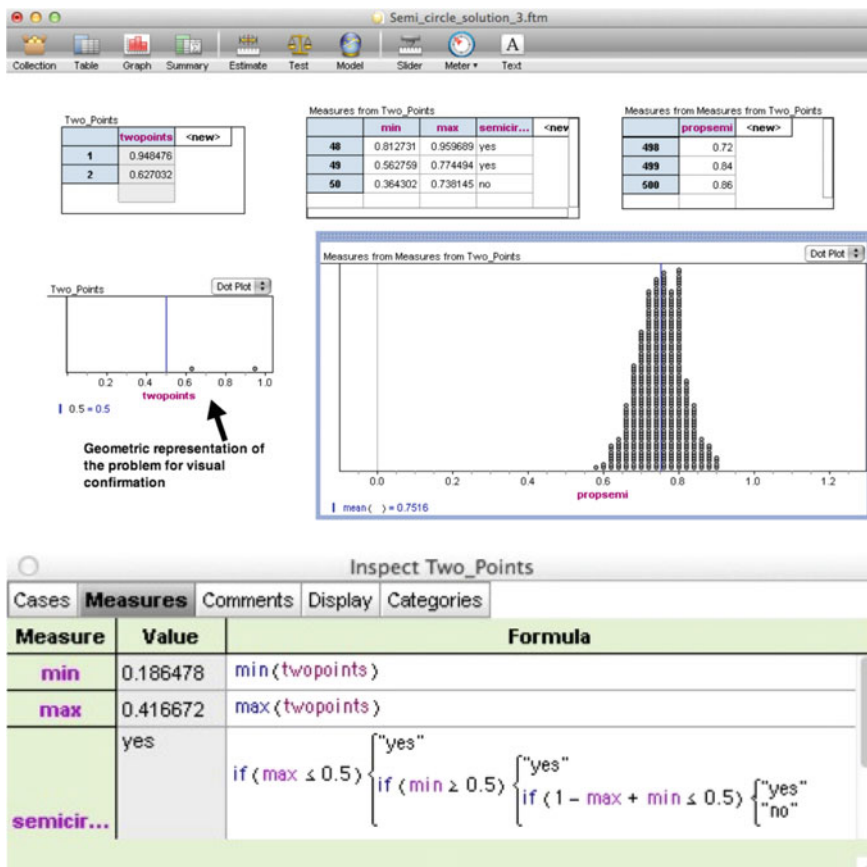 Semi_circle_solution_3.ftm
Collection Table Graph Summary Estimate Test Model Slider Meter Text
Two_Points
twopoints <new>
1 0.948476
2 0.627032
Measures from Two_Points
min max semicir... <new
48 0.812731 0.959689 yes
49 0.562759 0.774494 yes
50 0.364302 0.738145 no
Measures from Measures from Two_Points
propsemi <new>
498 0.72
499 0.84
500 0.86
Two_Points Dot Plot
0.2 0.4 0.6 0.8 1.0
twopoints
0.5 = 0.5
Geometric representation of
the problem for visual
confirmation
Measures from Measures from Two_Points Dot Plot
0.0 0.2 0.4 0.6 0.8 1.0 1.2
propsemi
mean ( ) = 0.7516
Inspect Two_Points
Cases Measures Comments Display Categories
Measure Value Formula
min 0.186478 min(twopoints)
max 0.416672 max(twopoints)
semicir... yes if (max ≤ 0.5) { "yes"
if (min ≥ 0.5) { "yes"
if (1 - max + min ≤ 0.5) { "yes"
"no"